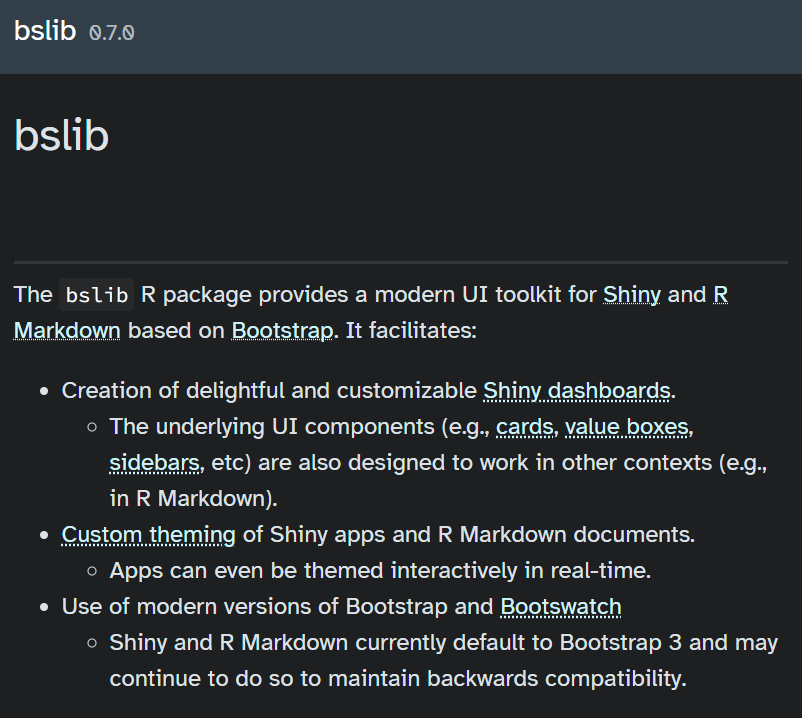 bslib 0.7.0
bslib
The bslib R package provides a modern UI toolkit for Shiny and R
Markdown based on Bootstrap. It facilitates:
• Creation of delightful and customizable Shiny dashboards.
◦ The underlying UI components (e.g., cards, value boxes,
sidebars, etc) are also designed to work in other contexts (e.g.,
in R Markdown).
• Custom theming of Shiny apps and R Markdown documents.
◦ Apps can even be themed interactively in real-time.
• Use of modern versions of Bootstrap and Bootswatch
◦ Shiny and R Markdown currently default to Bootstrap 3 and may
continue to do so to maintain backwards compatibility.